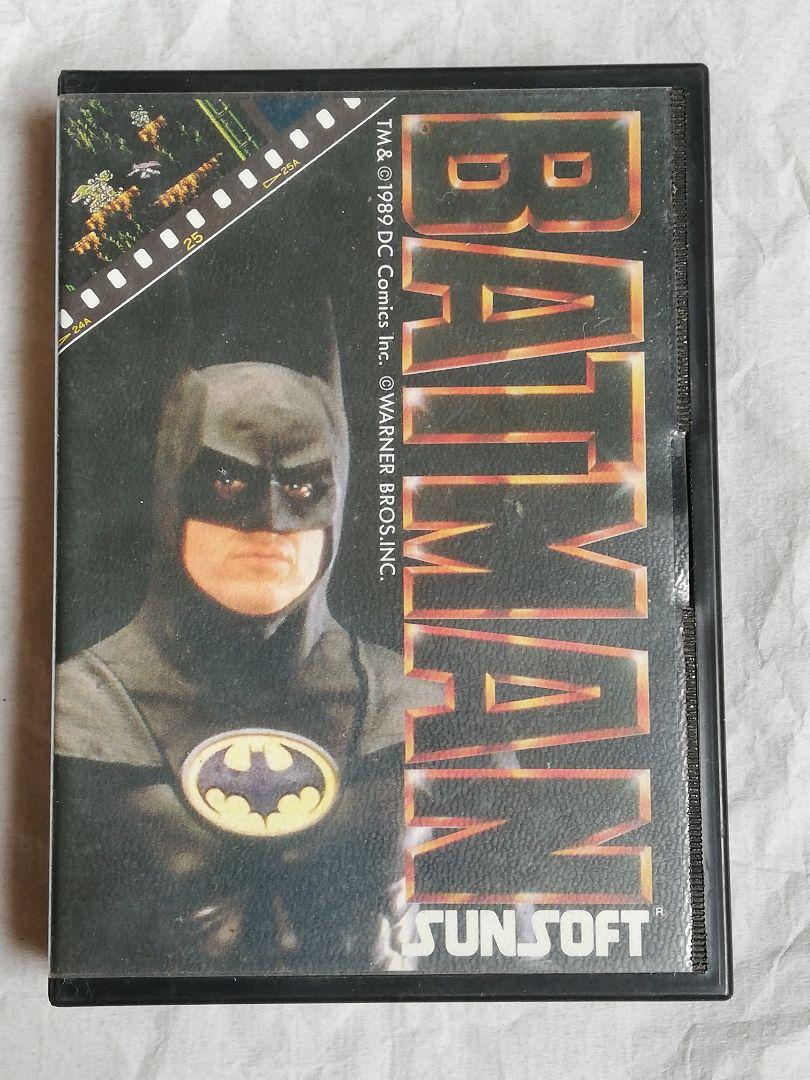 BATMAN
TM& ©1989 DC Comics Inc. ©WARNER BROS.INC.
25A
25
24A
SUNSOFT®